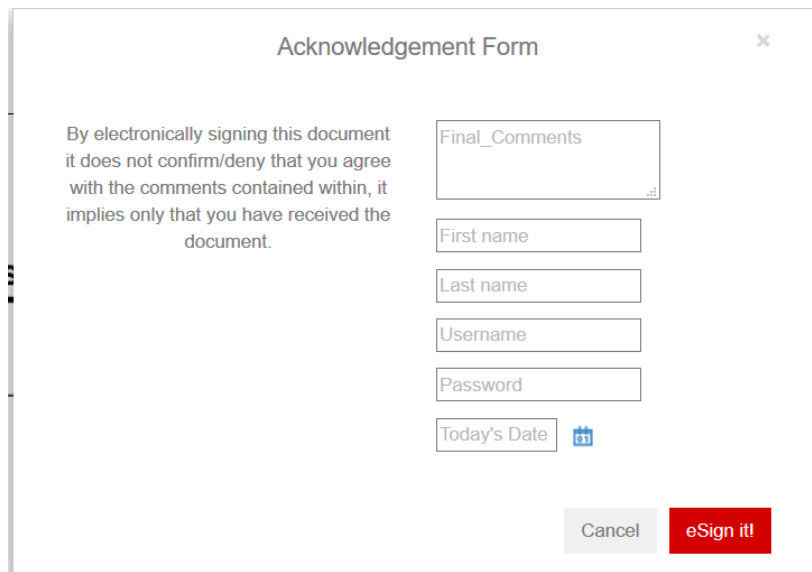 Acknowledgement Form
×
By electronically signing this document
it does not confirm/deny that you agree
with the comments contained within, it
implies only that you have received the
document.
Final_Comments
First name
Last name
Username
Password
Today's Date
Cancel
eSign it!